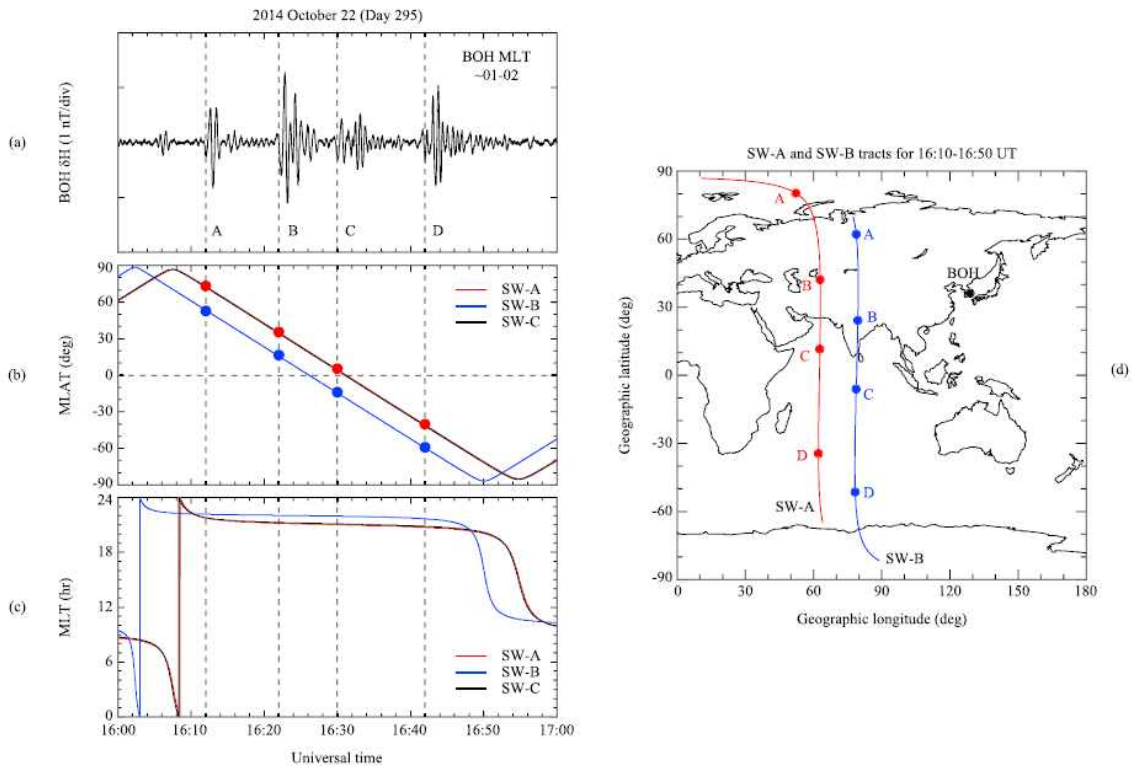 2014 October 22 (Day 295)
(a)
BOH δH (1 nT/div)
BOH MLT
~01-02
A B C D
(b)
MLAT (deg)
90
60
30
0
-30
-60
-90
SW-A
SW-B
SW-C
(c)
MLT (hr)
24
18
12
6
0
SW-A
SW-B
SW-C
16:00 16:10 16:20 16:30 16:40 16:50 17:00
Universal time
SW-A and SW-B tracts for 16:10-16:50 UT
(d)
Geographic latitude (deg)
90
60
30
0
-30
-60
-90
A
A
B
BOH
B
C
C
D
D
SW-A
SW-B
0 30 60 90 120 150 180
Geographic longitude (deg)